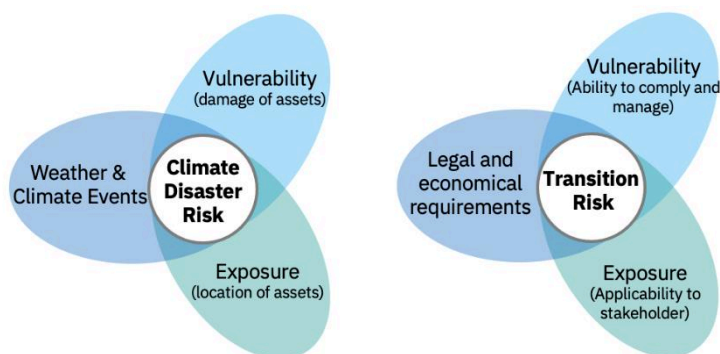 Vulnerability
(damage of assets)
Weather &
Climate Events
Climate
Disaster
Risk
Exposure
(location of assets)
Vulnerability
(Ability to comply and
manage)
Legal and
economical
requirements
Transition
Risk
Exposure
(Applicability to
stakeholder)